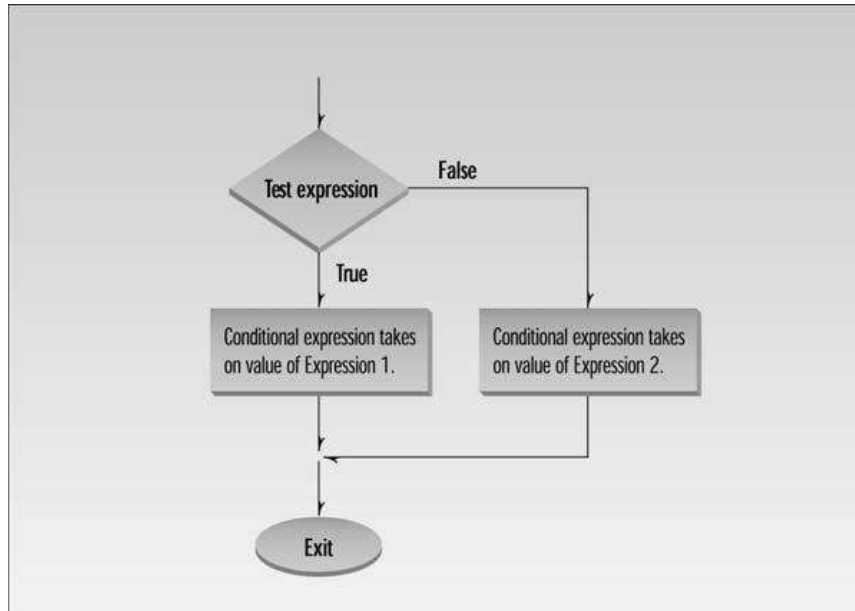 Test expression
False
True
Conditional expression takes
on value of Expression 1.
Conditional expression takes
on value of Expression 2.
Exit